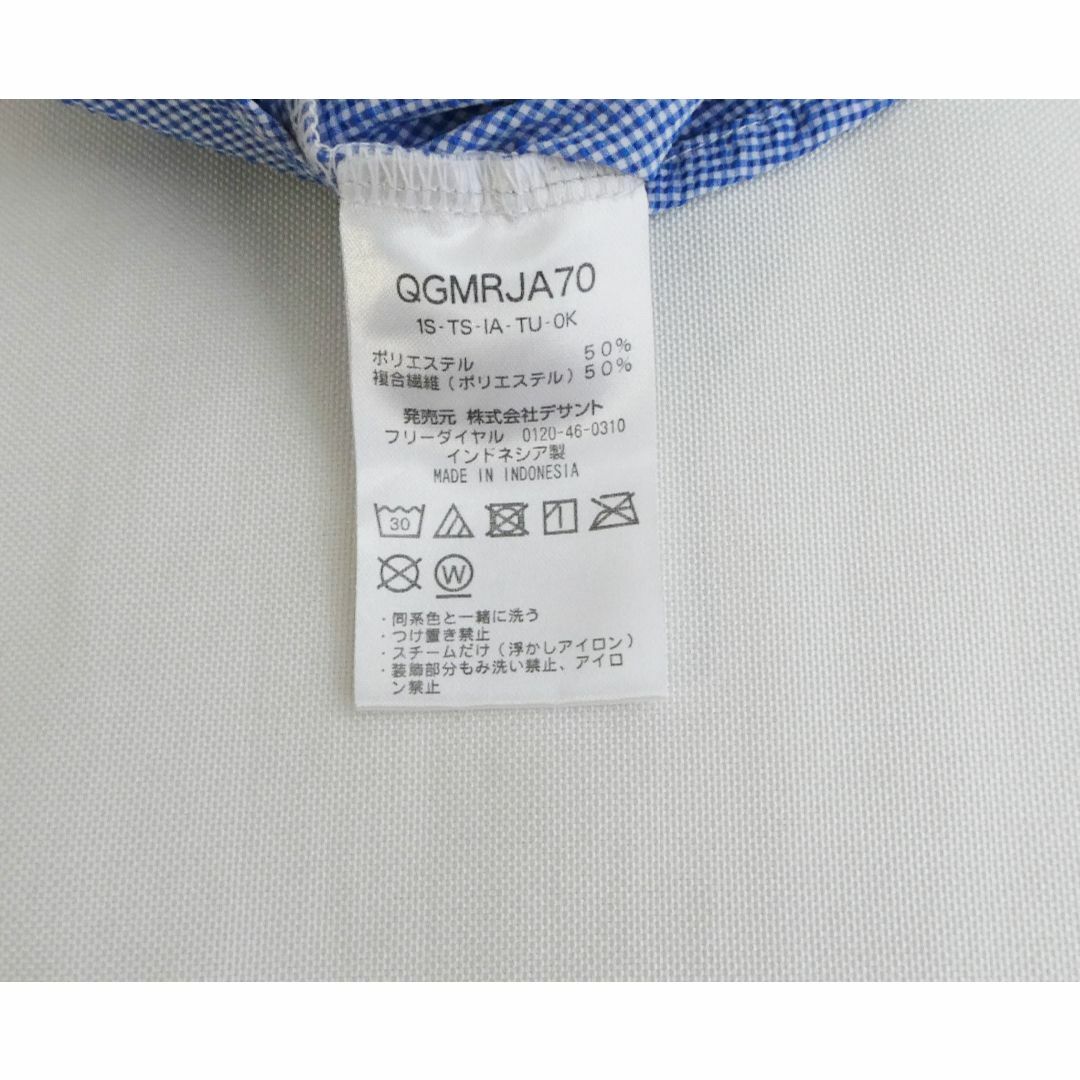 QGMRJA70
1S-TS-IA-TU-OK
ポリエステル 50%
複合繊維(ポリエステル)50%
発売元 株式会社デサント
フリーダイヤル 0120-46-0310
インドネシア製
MADE IN INDONESIA
30
W
・同系色と一緒に洗う
・つけ置き禁止
・スチームだけ(浮かしアイロン)
・装飾部分もみ洗い禁止、アイロ
ン禁止